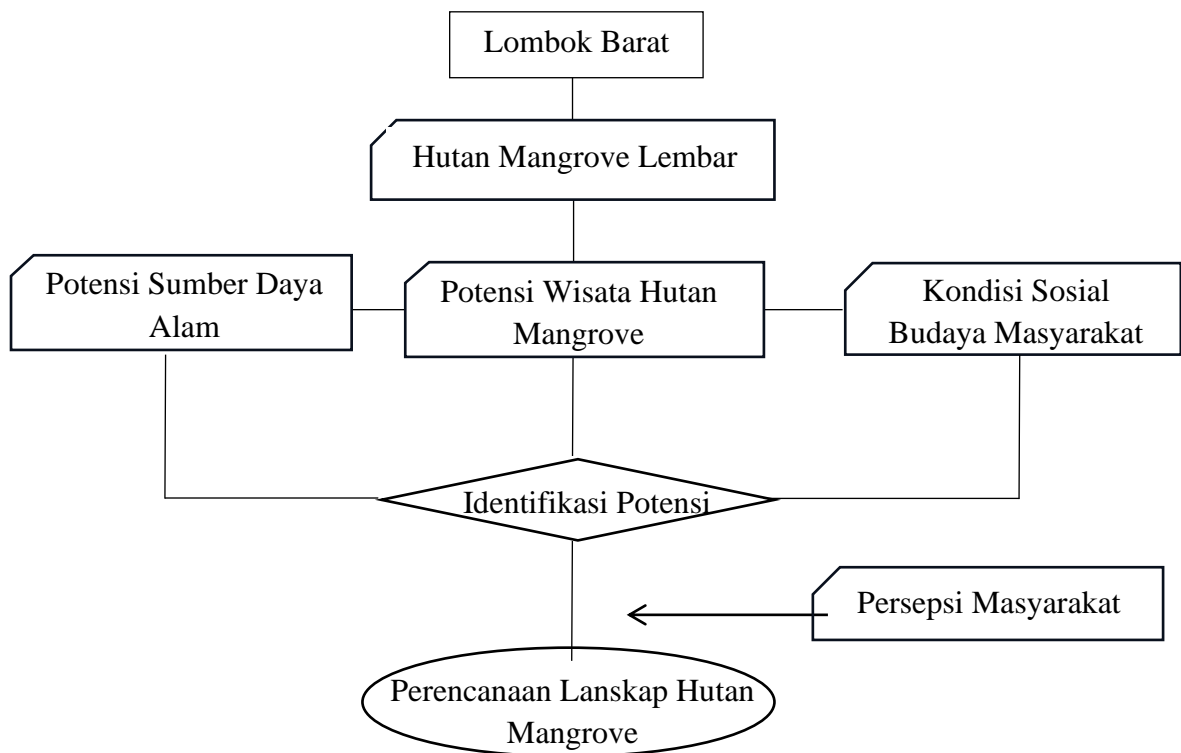 Lombok Barat
Hutan Mangrove Lembar
Potensi Sumber Daya
Alam
Potensi Wisata Hutan
Mangrove
Kondisi Sosial
Budaya Masyarakat
Identifikasi Potensi
Persepsi Masyarakat
Perencanaan Lanskap Hutan
Mangrove